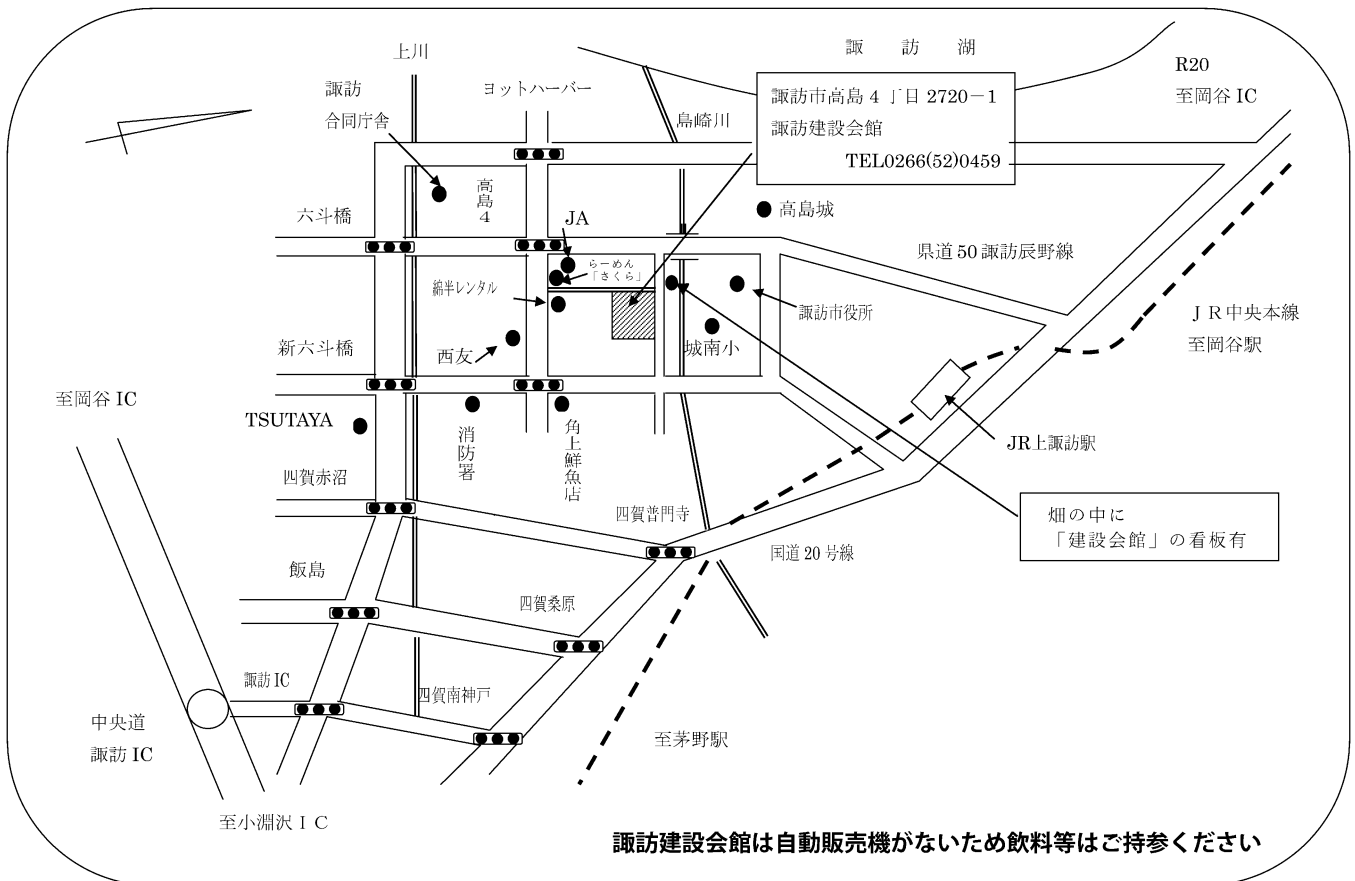 上川
諏訪湖
諏訪
合同庁舎
ヨットハーバー
島崎川
R20
至岡谷 IC
諏訪市高島 4 丁目 2720－1
諏訪建設会館
TEL0266(52)0459
高島4
六斗橋
JA
高島城
らーめん
「さくら」
県道 50 諏訪辰野線
綿半レンタル
諏訪市役所
ＪＲ中央本線
至岡谷駅
新六斗橋
西友
城南小
至岡谷 IC
TSUTAYA
消防署
角上鮮魚店
JR上諏訪駅
四賀赤沼
四賀普門寺
国道 20 号線
畑の中に
「建設会館」の看板有
飯島
四賀桑原
諏訪 IC
四賀南神戸
中央道
諏訪 IC
至茅野駅
至小淵沢ＩＣ
諏訪建設会館は自動販売機がないため飲料等はご持参ください